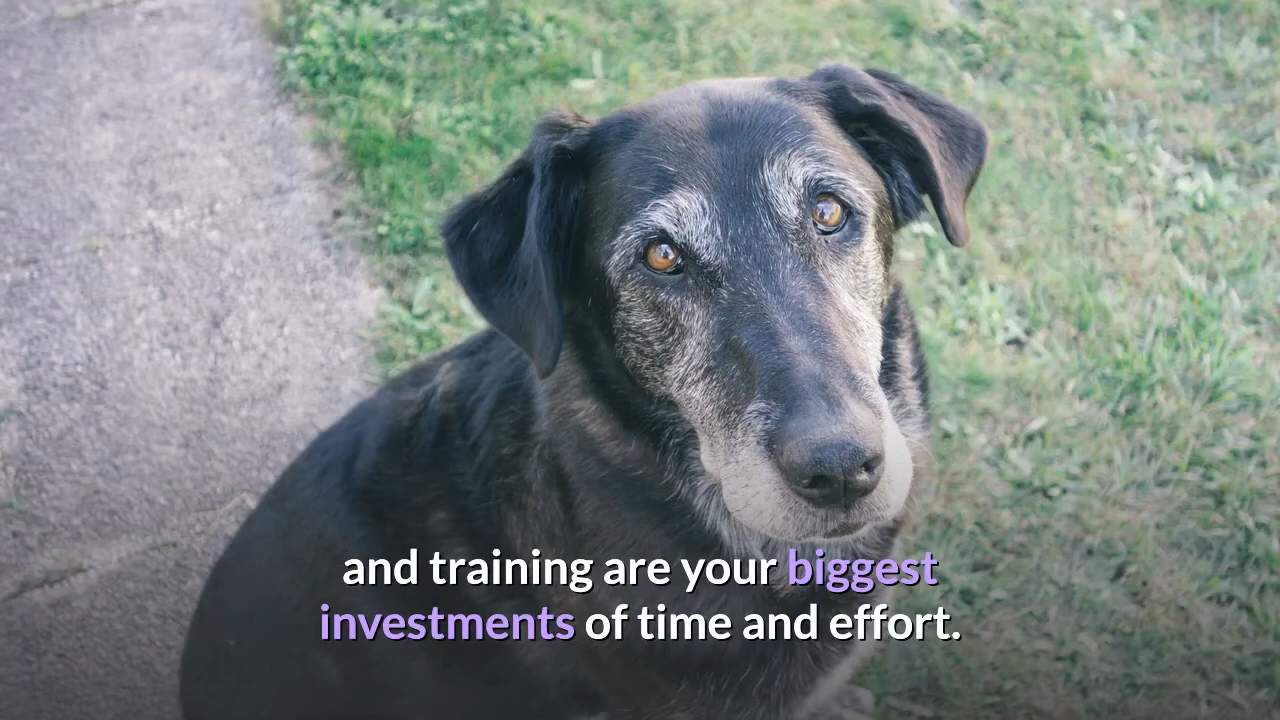 and training are your biggest
investments of time and effort.